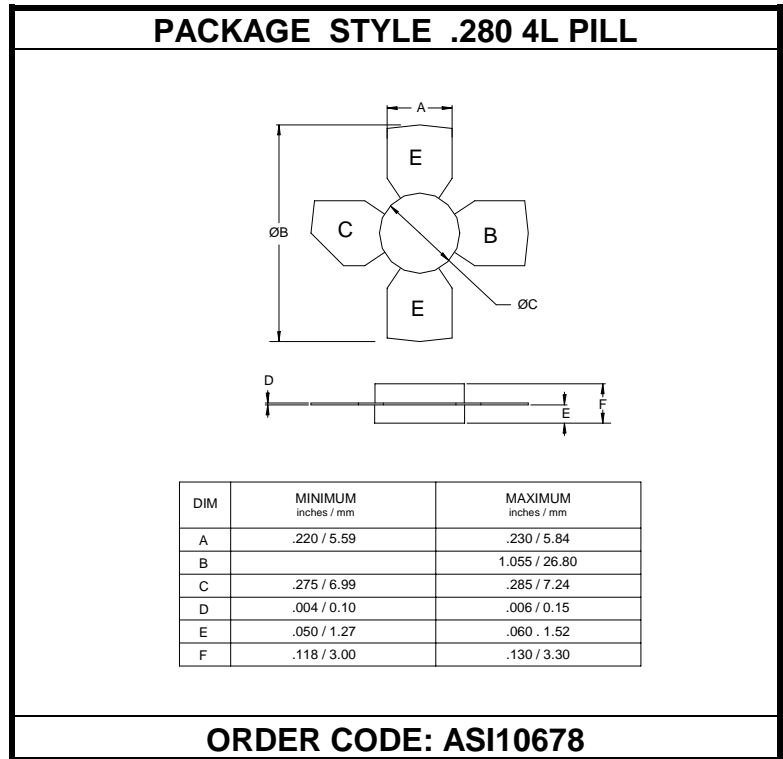 PACKAGE STYLE .280 4L PILL
A
E
ØB
C
B
E
ØC
D
E
F
DIM MINIMUM inches / mm MAXIMUM inches / mm
A .220 / 5.59 .230 / 5.84
B 1.055 / 26.80
C .275 / 6.99 .285 / 7.24
D .004 / 0.10 .006 / 0.15
E .050 / 1.27 .060 . 1.52
F .118 / 3.00 .130 / 3.30
ORDER CODE: ASI10678